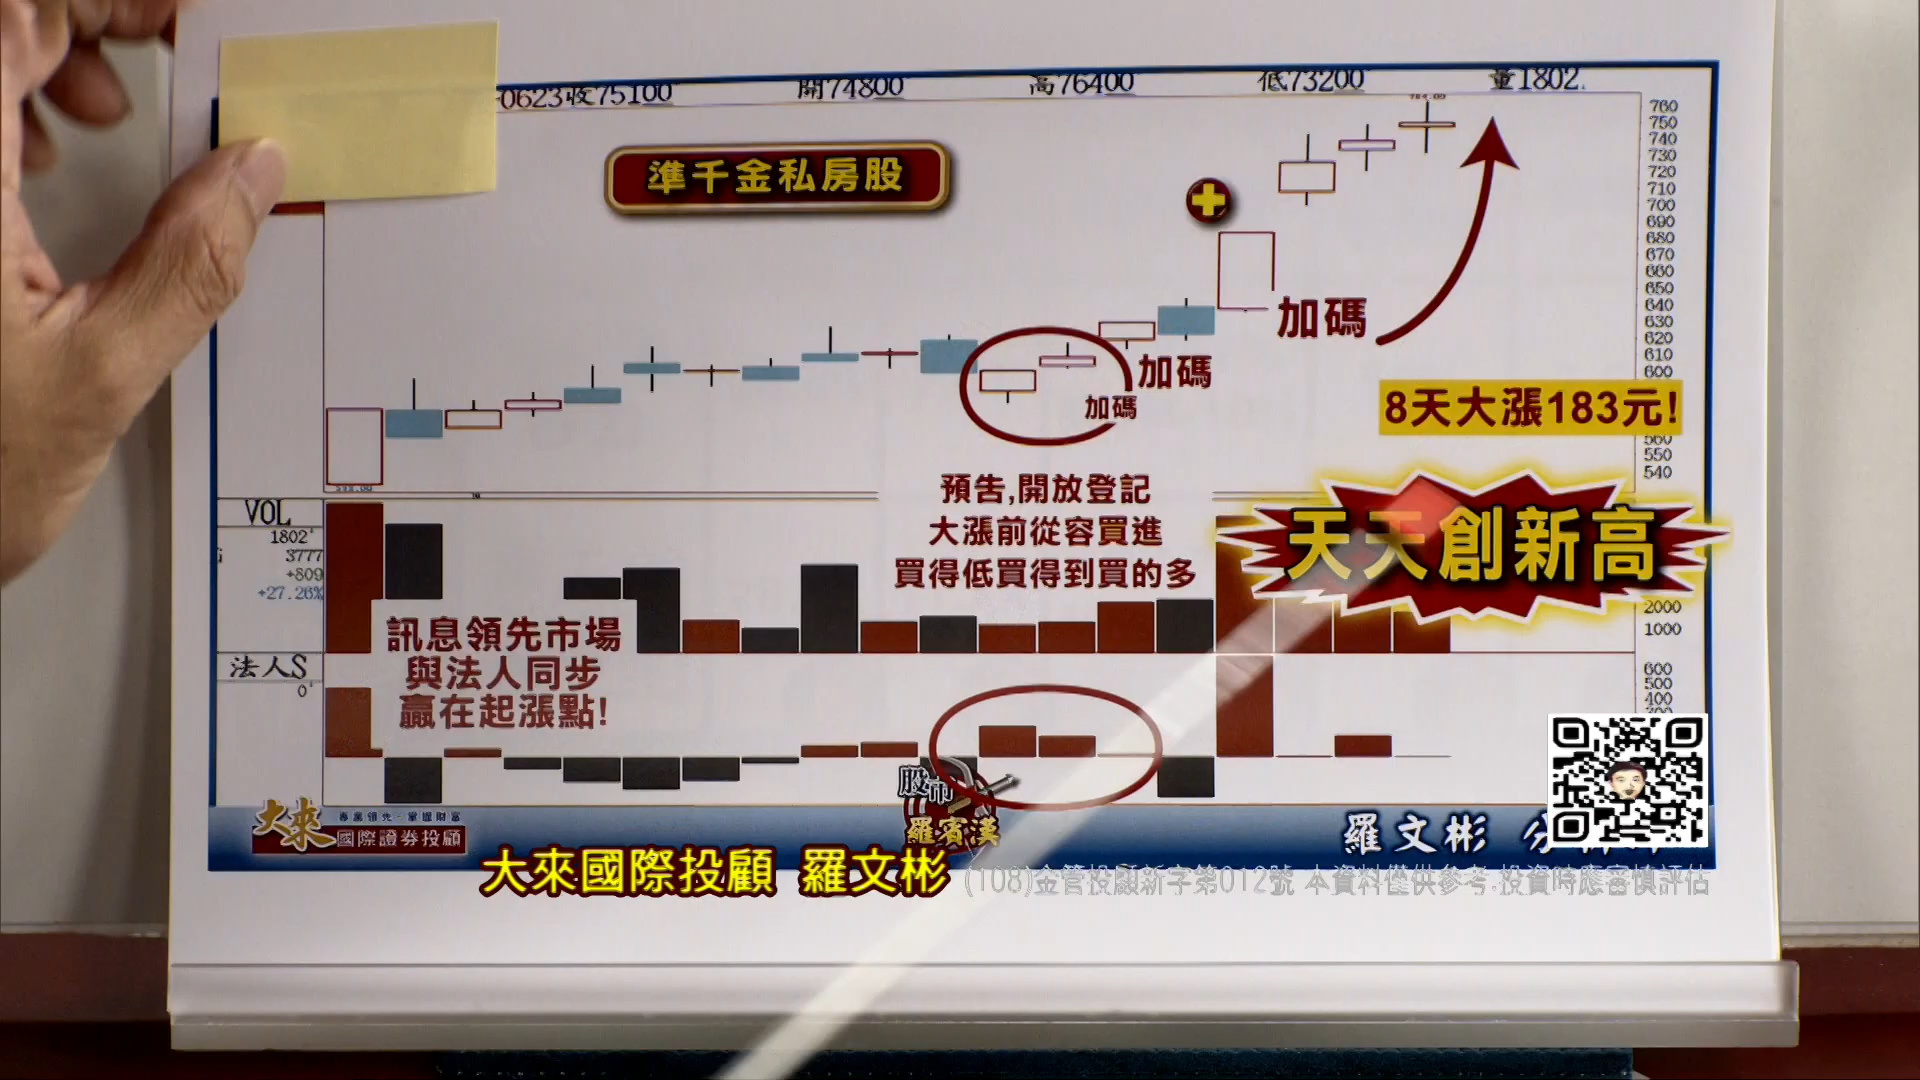 0623收75100 開74800 高76400 低73200 量1802
準千金私房股
加碼
加碼
加碼
8天大漲183元!
預告,開放登記
大漲前從容買進
買得低買得到買的多
天天創新高
訊息領先市場
與法人同步
贏在起漲點!
760
750
740
730
720
710
700
690
680
670
660
650
640
630
620
610
600
560
550
540
VOL
1802
3777
+809
+27.26%
2000
1000
法人S
0
600
500
400
大來
專業領先·掌握財富
國際證券投顧
股市
羅賓漢
羅文彬
大來國際投顧 羅文彬
(108)金管投顧新字第012號 本資料僅供參考.投資時應審慎評估